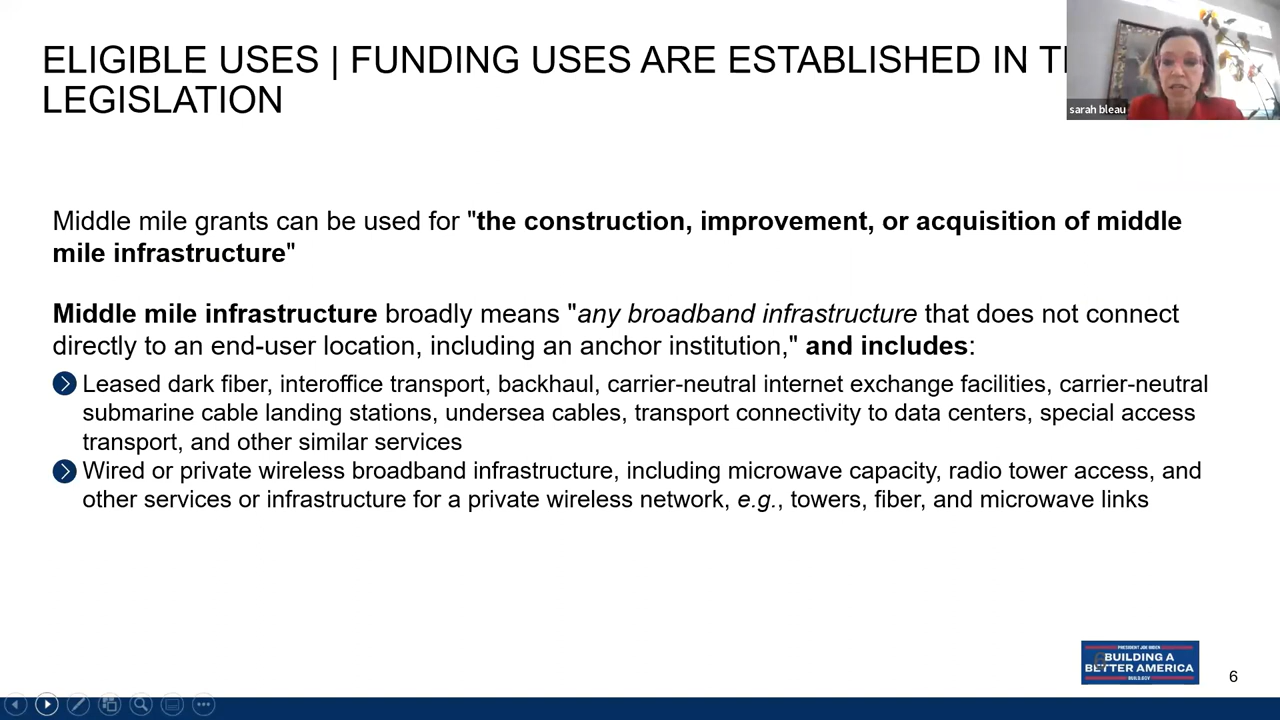 ELIGIBLE USES | FUNDING USES ARE ESTABLISHED IN
LEGISLATION
sarah bleau
Middle mile grants can be used for "the construction, improvement, or acquisition of middle
mile infrastructure"
Middle mile infrastructure broadly means "any broadband infrastructure that does not connect
directly to an end-user location, including an anchor institution," and includes:
Leased dark fiber, interoffice transport, backhaul, carrier-neutral internet exchange facilities, carrier-neutral
submarine cable landing stations, undersea cables, transport connectivity to data centers, special access
transport, and other similar services
Wired or private wireless broadband infrastructure, including microwave capacity, radio tower access, and
other services or infrastructure for a private wireless network, e.g., towers, fiber, and microwave links
PRESIDENT JOE BIDEN
BUILDING A
BETTER AMERICA
BUILD.GOV
6